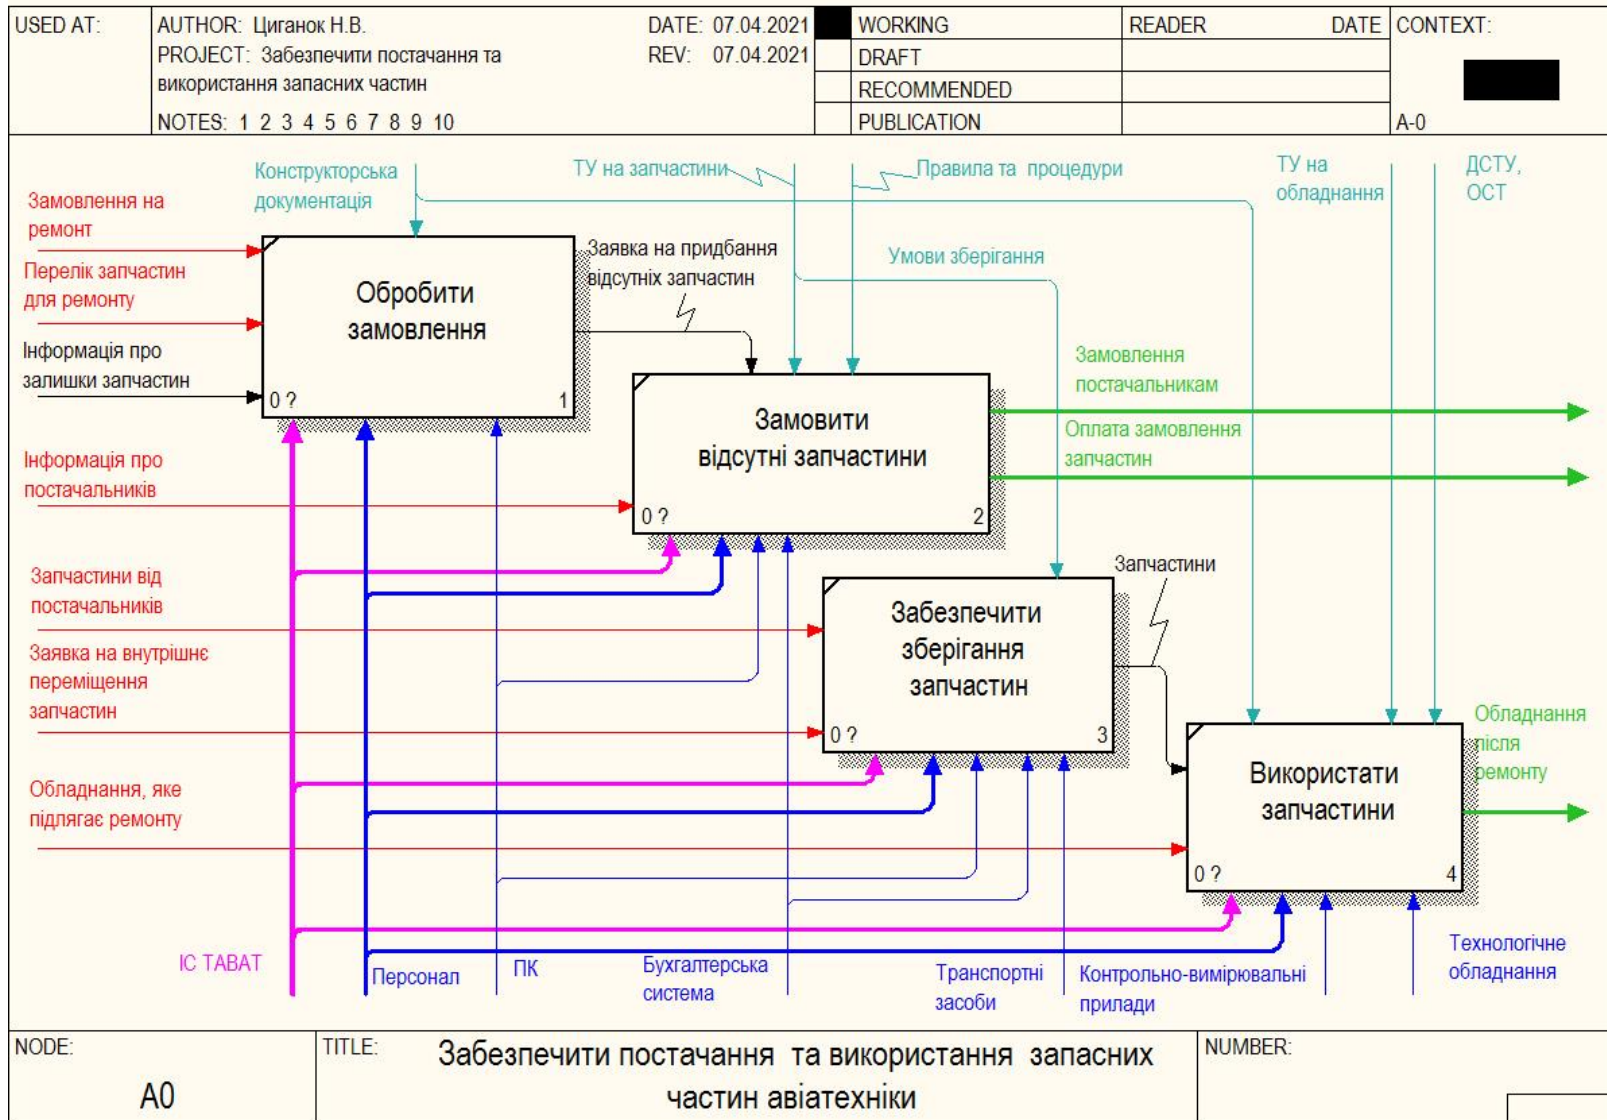 USED AT:
AUTHOR: Циганок Н.В.
DATE: 07.04.2021
PROJECT: Забезпечити постачання та
використання запасних частин
REV: 07.04.2021
NOTES: 1 2 3 4 5 6 7 8 9 10
WORKING
DRAFT
RECOMMENDED
PUBLICATION
READER DATE
CONTEXT:
A-0
Конструкторська
документація
ТУ на запчастини
Правила та процедури
ТУ на
обладнання
ДСТУ,
ОСТ
Замовлення на
ремонт
Перелік запчастин
для ремонту
Інформація про
залишки запчастин
Обробити
замовлення
0 ? 1
Заявка на придбання
відсутніх запчастин
Умови зберігання
Замовити
відсутні запчастини
0 ? 2
Замовлення
постачальникам
Оплата замовлення
запчастин
Інформація про
постачальників
Запчастини від
постачальників
Заявка на внутрішнє
переміщення
запчастин
Забезпечити
зберігання
запчастин
0 ? 3
Запчастини
Обладнання, яке
підлягає ремонту
Використати
запчастини
0 ? 4
Обладнання
після
ремонту
ІС ТАВАТ
Персонал
ПК
Бухгалтерська
система
Транспортні
засоби
Контрольно-вимірювальні
прилади
Технологічне
обладнання
NODE:
A0
TITLE:
Забезпечити постачання та використання запасних
частин авіатехніки
NUMBER: